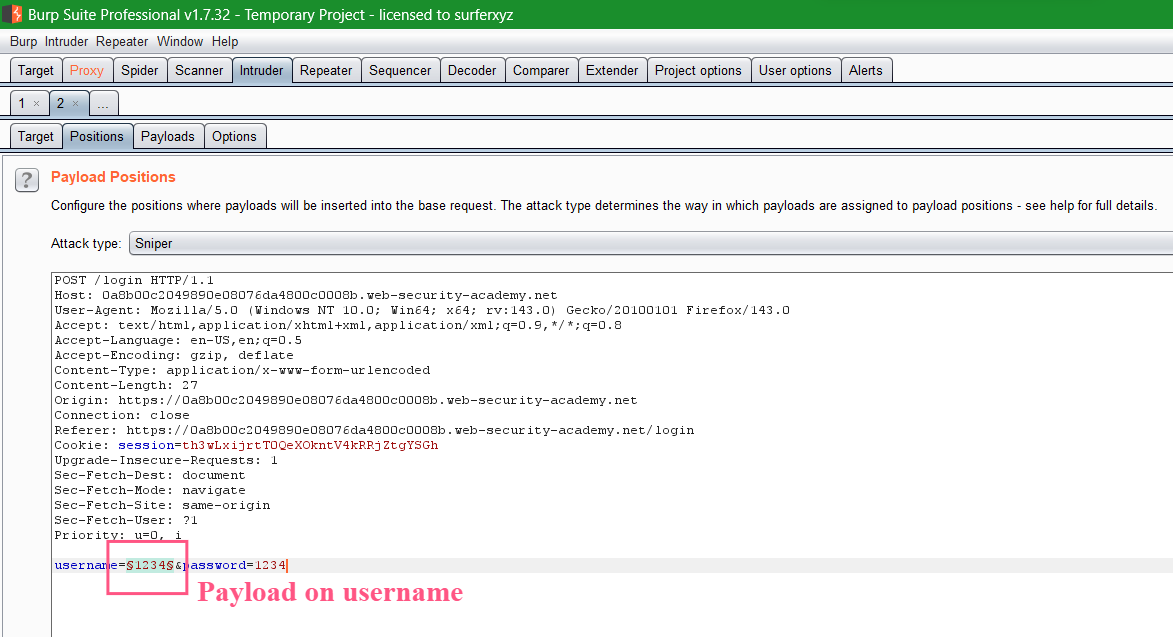 Burp Suite Professional v1.7.32 - Temporary Project - licensed to surferxyz
Burp Intruder Repeater Window Help
Target Proxy Spider Scanner Intruder Repeater Sequencer Decoder Comparer Extender Project options User options Alerts
1 × 2 × ...
Target Positions Payloads Options
? Payload Positions
Configure the positions where payloads will be inserted into the base request. The attack type determines the way in which payloads are assigned to payload positions - see help for full details.
Attack type: Sniper
POST /login HTTP/1.1
Host: 0a8b00c2049890e08076da4800c0008b.web-security-academy.net
User-Agent: Mozilla/5.0 (Windows NT 10.0; Win64; x64; rv:143.0) Gecko/20100101 Firefox/143.0
Accept: text/html,application/xhtml+xml,application/xml;q=0.9,*/*;q=0.8
Accept-Language: en-US,en;q=0.5
Accept-Encoding: gzip, deflate
Content-Type: application/x-www-form-urlencoded
Content-Length: 27
Origin: https://0a8b00c2049890e08076da4800c0008b.web-security-academy.net
Connection: close
Referer: https://0a8b00c2049890e08076da4800c0008b.web-security-academy.net/login
Cookie: session=th3wLxijrtT0QeXOkntV4kRRjZtgYSGh
Upgrade-Insecure-Requests: 1
Sec-Fetch-Dest: document
Sec-Fetch-Mode: navigate
Sec-Fetch-Site: same-origin
Sec-Fetch-User: ?1
Priority: u=0, i
username=§1234§&password=1234
Payload on username